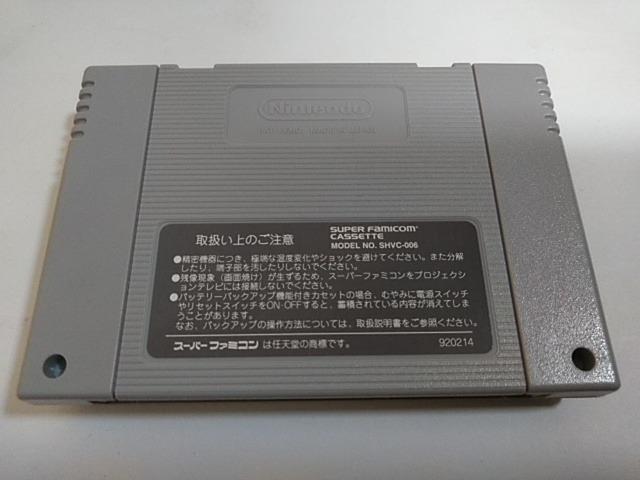 Nintendo
取扱い上のご注意
SUPER Famicom
CASSETTE
MODEL NO. SHVC-006
●精密機器につき、極端な温度変化やショックを避けてください。また分解
したり、端子部を汚したりしないでください。
●残像現象（画面焼け）が生ずるため、スーパーファミコンをプロジェクシ
ョンテレビには接続しないでください。
●バッテリーバックアップ機能付きカセットの場合、むやみに電源スイッチ
やリセットスイッチをON・OFFすると、蓄積されている内容が消えてしま
うことがあります。
なお、バックアップの操作方法については、取扱説明書をご参照ください。
スーパーファミコンは任天堂の商標です。
920214